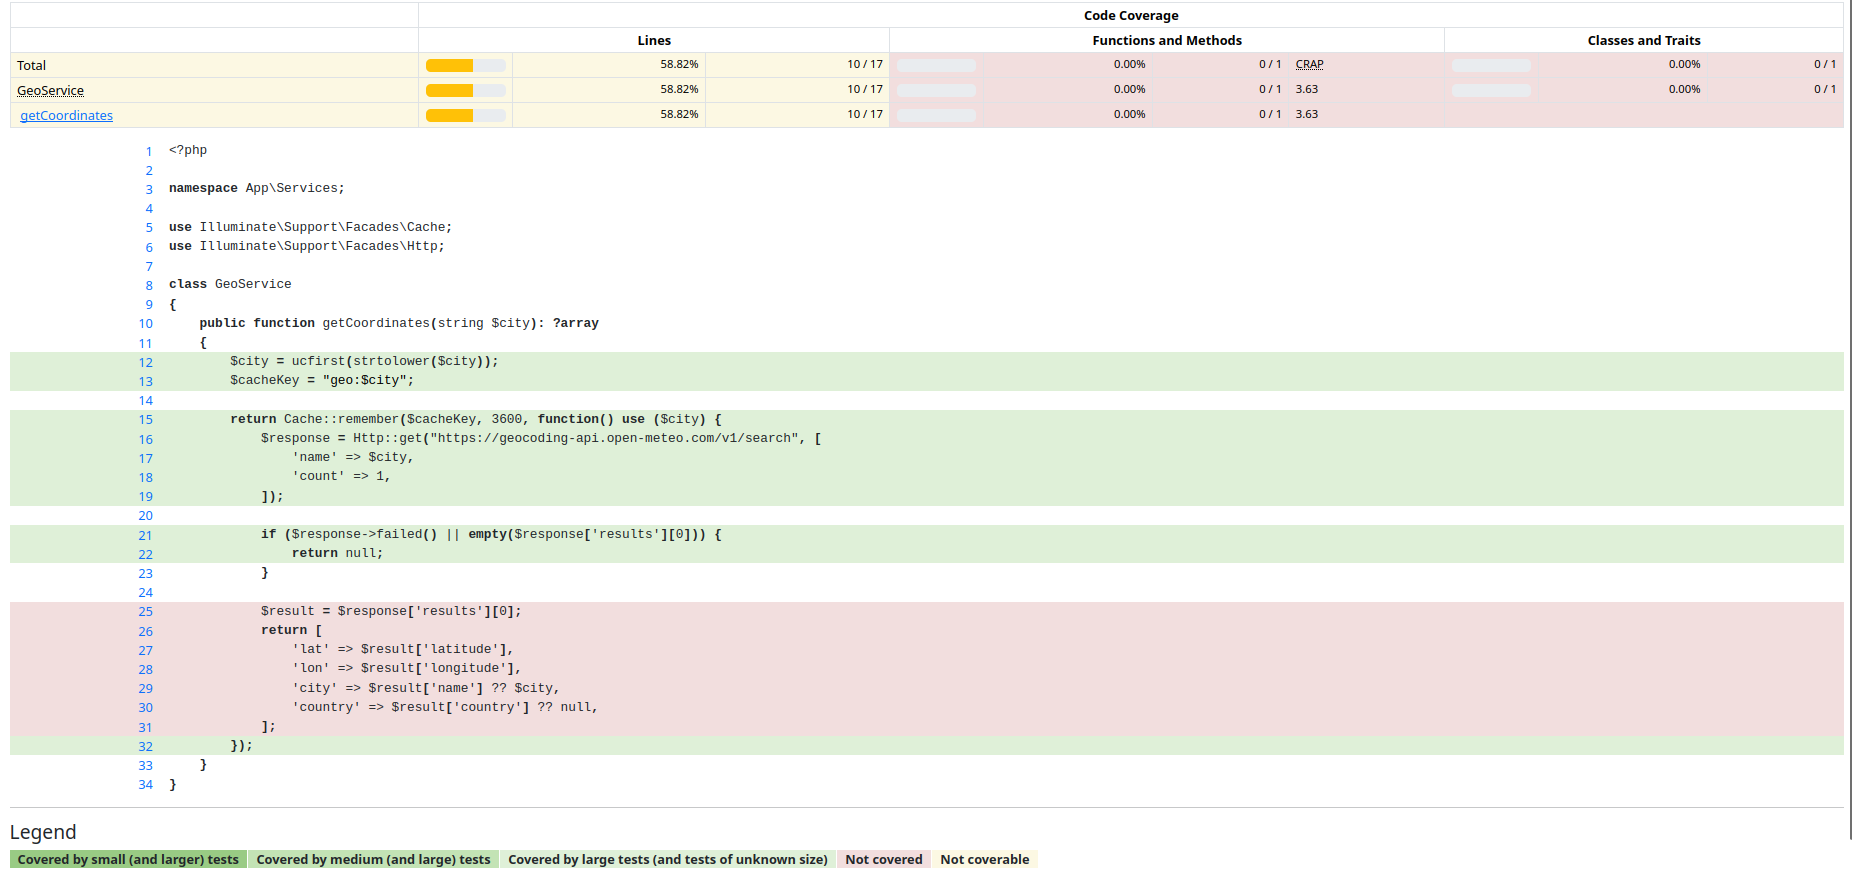 Code Coverage
Lines Functions and Methods Classes and Traits
Total 58.82% 10 / 17 0.00% 0 / 1 CRAP 0.00% 0 / 1
GeoService 58.82% 10 / 17 0.00% 0 / 1 3.63 0.00% 0 / 1
getCoordinates 58.82% 10 / 17 0.00% 0 / 1 3.63
1 <?php
2
3 namespace App\Services;
4
5 use Illuminate\Support\Facades\Cache;
6 use Illuminate\Support\Facades\Http;
7
8 class GeoService
9 {
10     public function getCoordinates(string $city): ?array
11     {
12         $city = ucfirst(strtolower($city));
13         $cacheKey = "geo:$city";
14
15         return Cache::remember($cacheKey, 3600, function() use ($city) {
16             $response = Http::get("https://geocoding-api.open-meteo.com/v1/search", [
17                 'name' => $city,
18                 'count' => 1,
19             ]);
20
21             if ($response->failed() || empty($response['results'][0])) {
22                 return null;
23             }
24
25             $result = $response['results'][0];
26             return [
27                 'lat' => $result['latitude'],
28                 'lon' => $result['longitude'],
29                 'city' => $result['name'] ?? $city,
30                 'country' => $result['country'] ?? null,
31             ];
32         });
33     }
34 }
Legend
Covered by small (and larger) tests Covered by medium (and large) tests Covered by large tests (and tests of unknown size) Not covered Not coverable